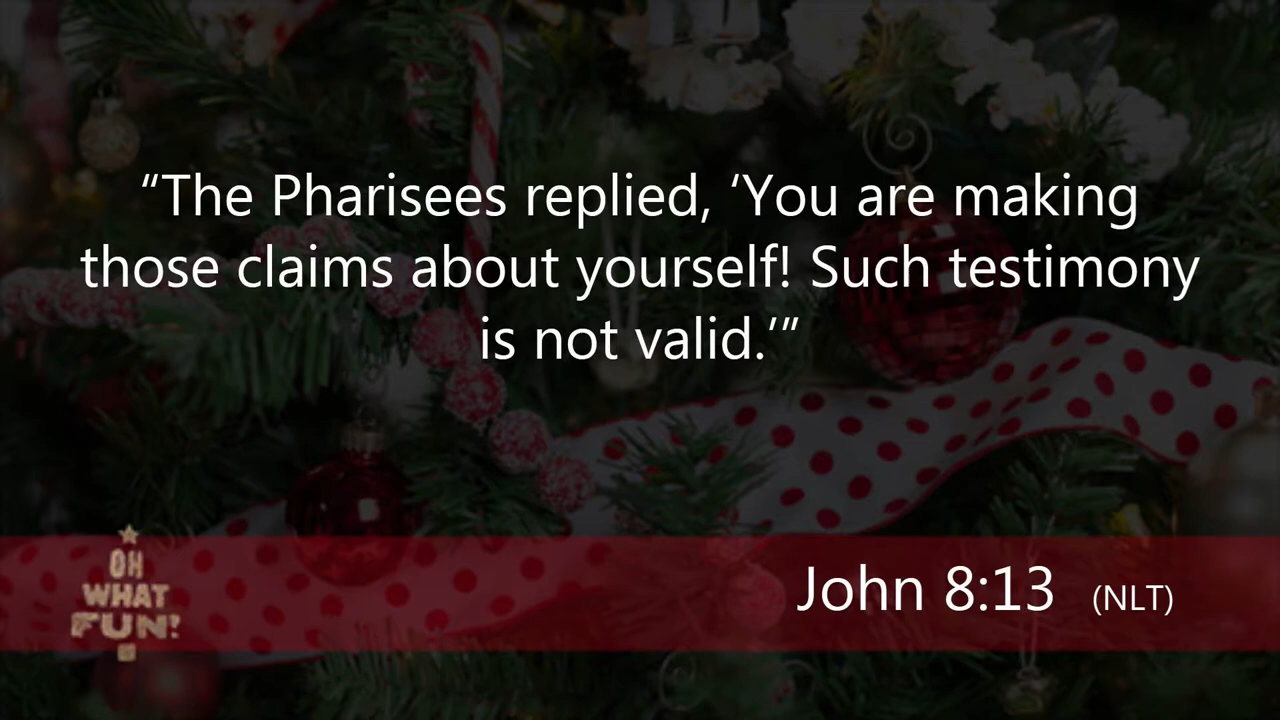 “The Pharisees replied, ‘You are making
those claims about yourself! Such testimony
is not valid.’”
OH
WHAT
FUN!
John 8:13 (NLT)